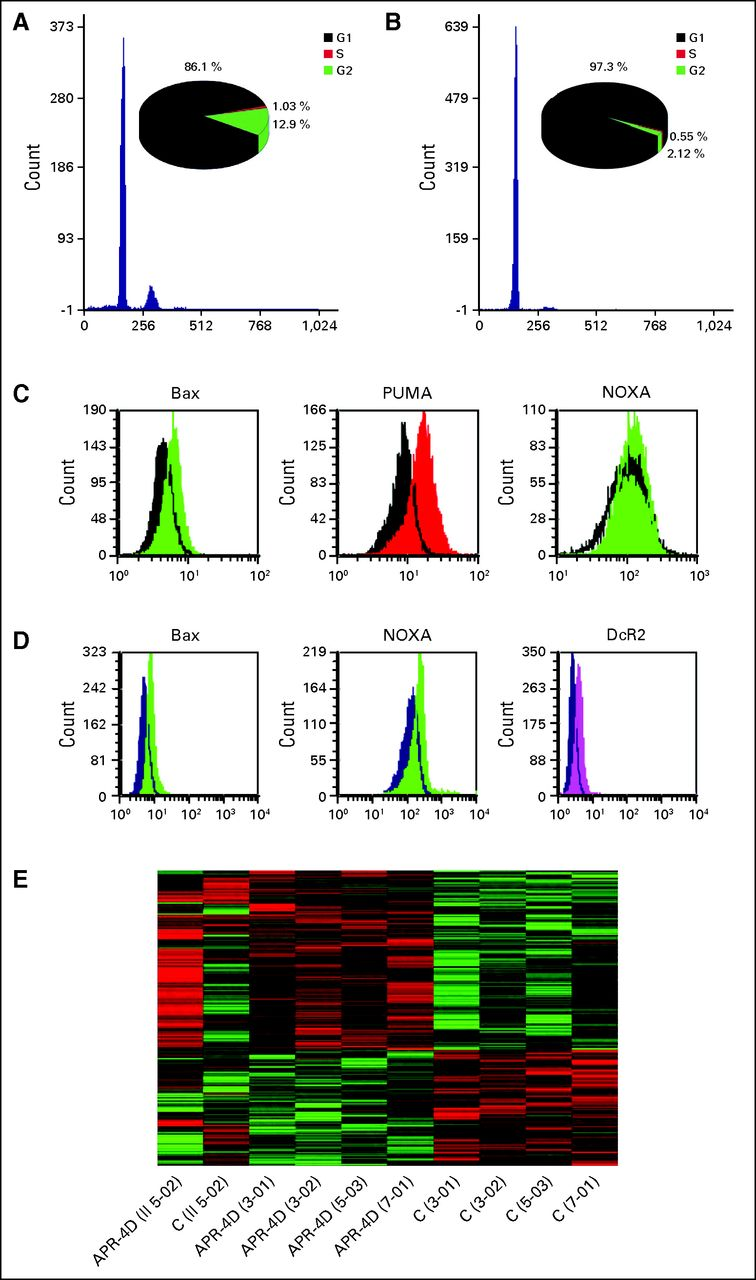 A
373
280
186
93
-1
Count
0 256 512 768 1,024
86.1 %
1.03 %
12.9 %
G1
S
G2
B
639
479
319
159
-1
Count
0 256 512 768 1,024
97.3 %
0.55 %
2.12 %
G1
S
G2
C
Bax
190
143
95
48
0
Count
10⁰ 10¹ 10²
PUMA
166
125
83
42
0
Count
10⁰ 10¹ 10²
NOXA
110
83
55
28
0
Count
10¹ 10² 10³
D
Bax
323
242
162
81
0
Count
10⁰ 10¹ 10² 10³ 10⁴
NOXA
219
164
110
55
0
Count
10⁰ 10¹ 10² 10³ 10⁴
DcR2
350
263
175
88
0
Count
10⁰ 10¹ 10² 10³ 10⁴
E
APR-4D (II 5-02)
C (II 5-02)
APR-4D (3-01)
APR-4D (3-02)
APR-4D (5-03)
APR-4D (7-01)
C (3-01)
C (3-02)
C (5-03)
C (7-01)